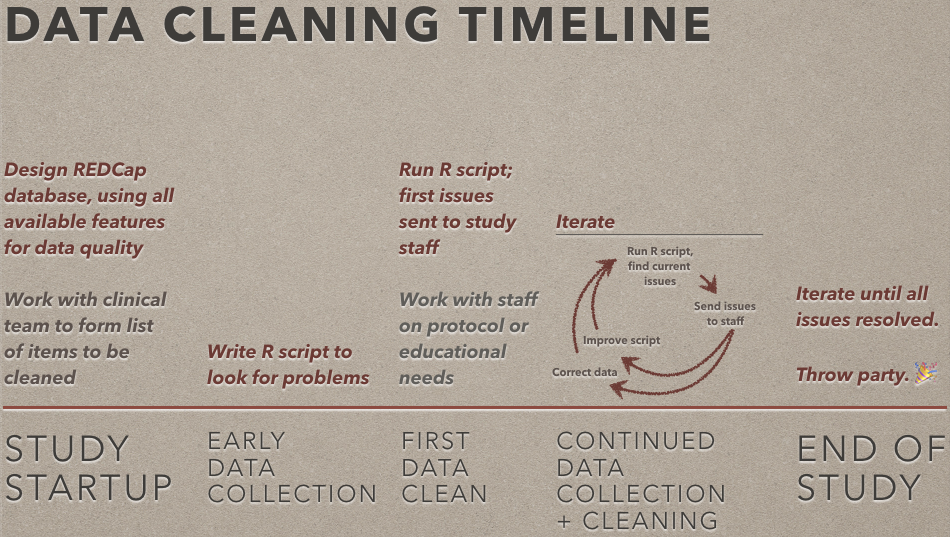 DATA CLEANING TIMELINE
Design REDCap
database, using all
available features
for data quality
Work with clinical
team to form list
of items to be
cleaned
STUDY
STARTUP
Write R script to
look for problems
EARLY
DATA
COLLECTION
Run R script;
first issues
sent to study
staff
Work with staff
on protocol or
educational
needs
FIRST
DATA
CLEAN
Iterate
Run R script,
find current
issues
Send issues
to staff
Improve script
Correct data
CONTINUED
DATA
COLLECTION
+ CLEANING
Iterate until all
issues resolved.
Throw party. 🎉
END OF
STUDY